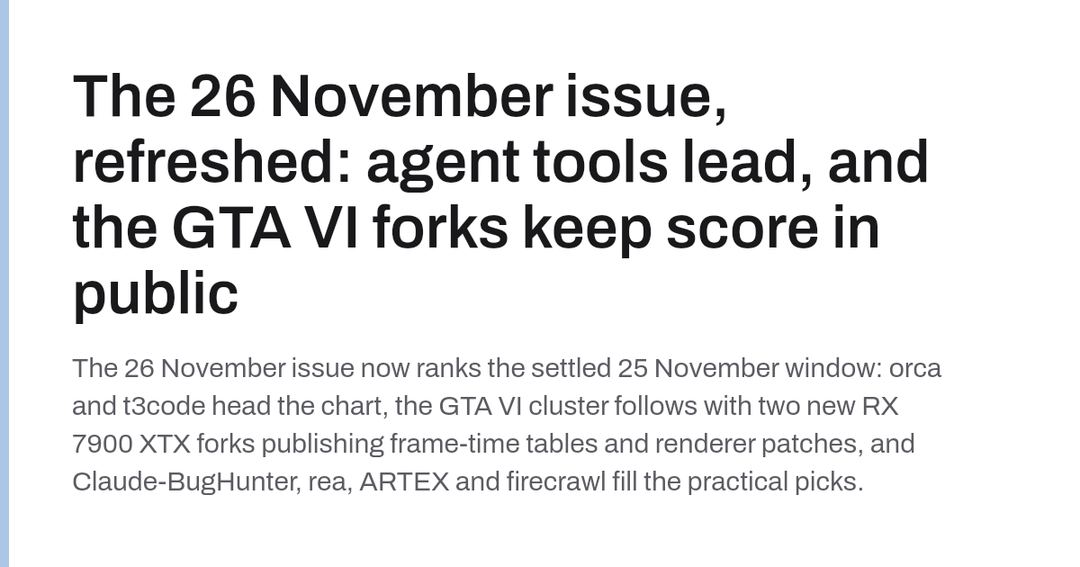 The 26 November issue,
refreshed: agent tools lead, and
the GTA VI forks keep score in
public
The 26 November issue now ranks the settled 25 November window: orca
and t3code head the chart, the GTA VI cluster follows with two new RX
7900 XTX forks publishing frame-time tables and renderer patches, and
Claude-BugHunter, rea, ARTEX and firecrawl fill the practical picks.